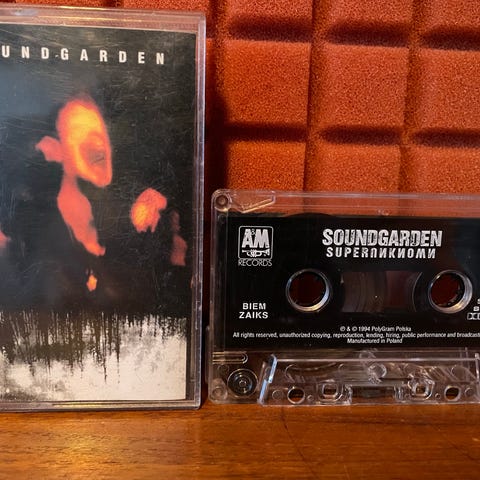 UNDGARDEN
A&M
RECORDS
SOUNDGARDEN
SUPERUNKNOWN
BIEM
ZAIKS
℗ & © 1994 PolyGram Polska
All rights reserved, unauthorized copying, reproduction, lending, hiring, public performance and broadcast
Manufactured in Poland